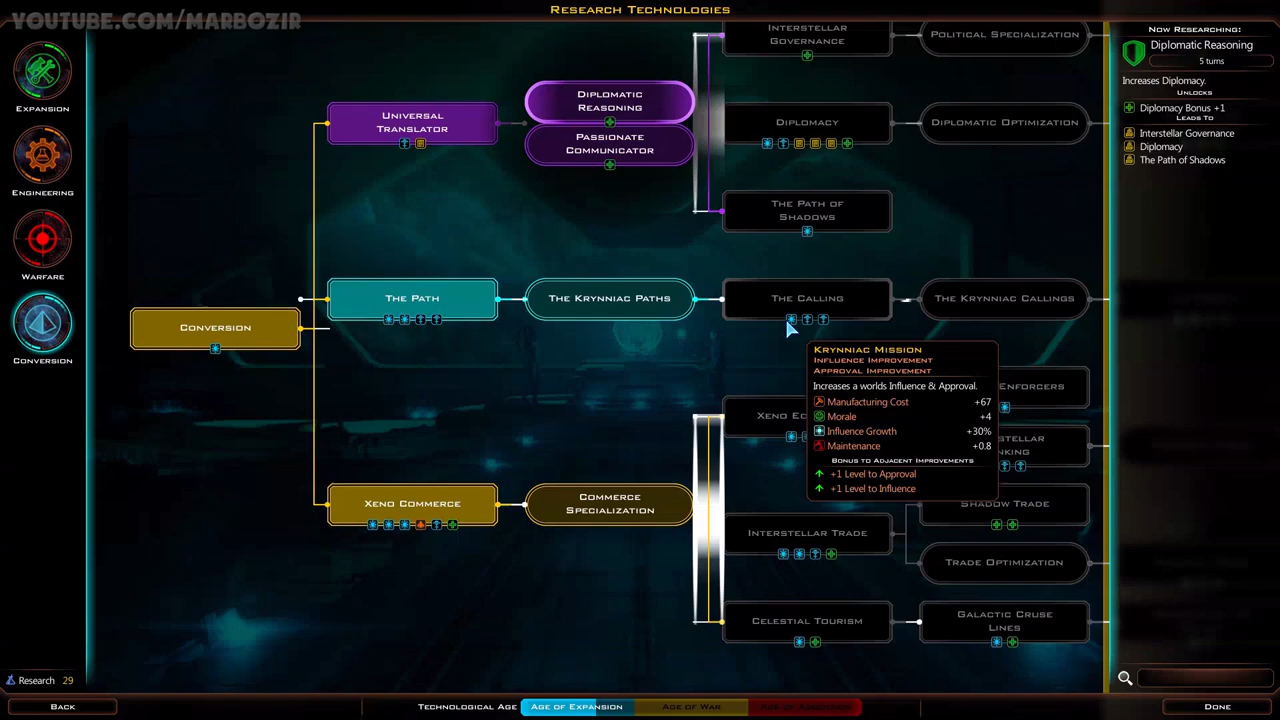 YOUTUBE.COM/MARBOZIR
Research Technologies
Expansion
Engineering
Warfare
Conversion
Research 29
Conversion
Universal
Translator
Diplomatic
Reasoning
Passionate
Communicator
Interstellar
Governance
Political Specialization
Diplomacy
Diplomatic Optimization
The Path of
Shadows
The Path
The Krynniac Paths
The Calling
The Krynniac Callings
Krynniac Mission
Influence Improvement
Approval Improvement
Increases a worlds Influence & Approval.
Manufacturing Cost +67
Morale +4
Influence Growth +30%
Maintenance +0.8
Bonus to Adjacent Improvements
+1 Level to Approval
+1 Level to Influence
Enforcers
Xeno
Xeno Commerce
Commerce
Specialization
Interstellar Trade
Shadow Trade
Trade Optimization
Celestial Tourism
Galactic Cruse
Lines
Now Researching:
Diplomatic Reasoning
5 turns
Increases Diplomacy.
Unlocks
Diplomacy Bonus +1
Leads to
Interstellar Governance
Diplomacy
The Path of Shadows
Back
Technological Age
Age of Expansion
Age of War
Age of Ascension
Done